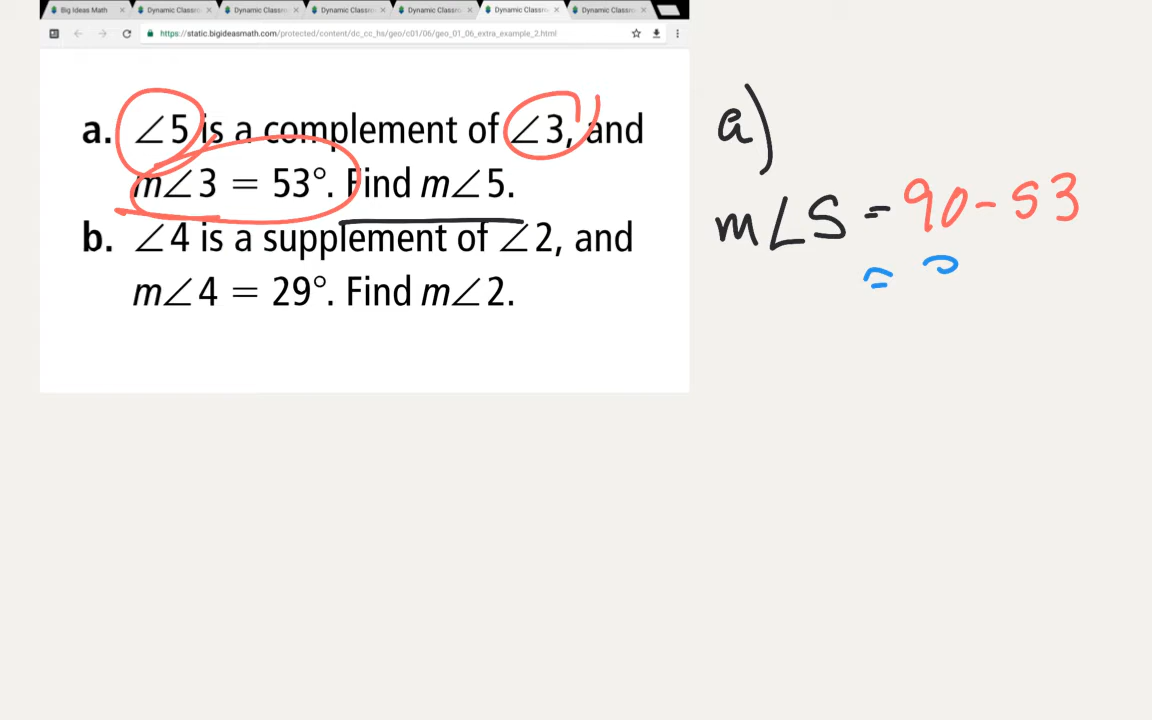 Big Ideas Math
Dynamic Classro
Dynamic Classro
Dynamic Classro
Dynamic Classro
Dynamic Classro
Dynamic Classro
https://static.bigideasmath.com/protected/content/dc_cc_hs/geo/c01/06/geo_01_06_extra_example_2.html
a. ∠5 is a complement of ∠3, and
m∠3 = 53°. Find m∠5.
b. ∠4 is a supplement of ∠2, and
m∠4 = 29°. Find m∠2.
a)
m∠5 = 90-53
=